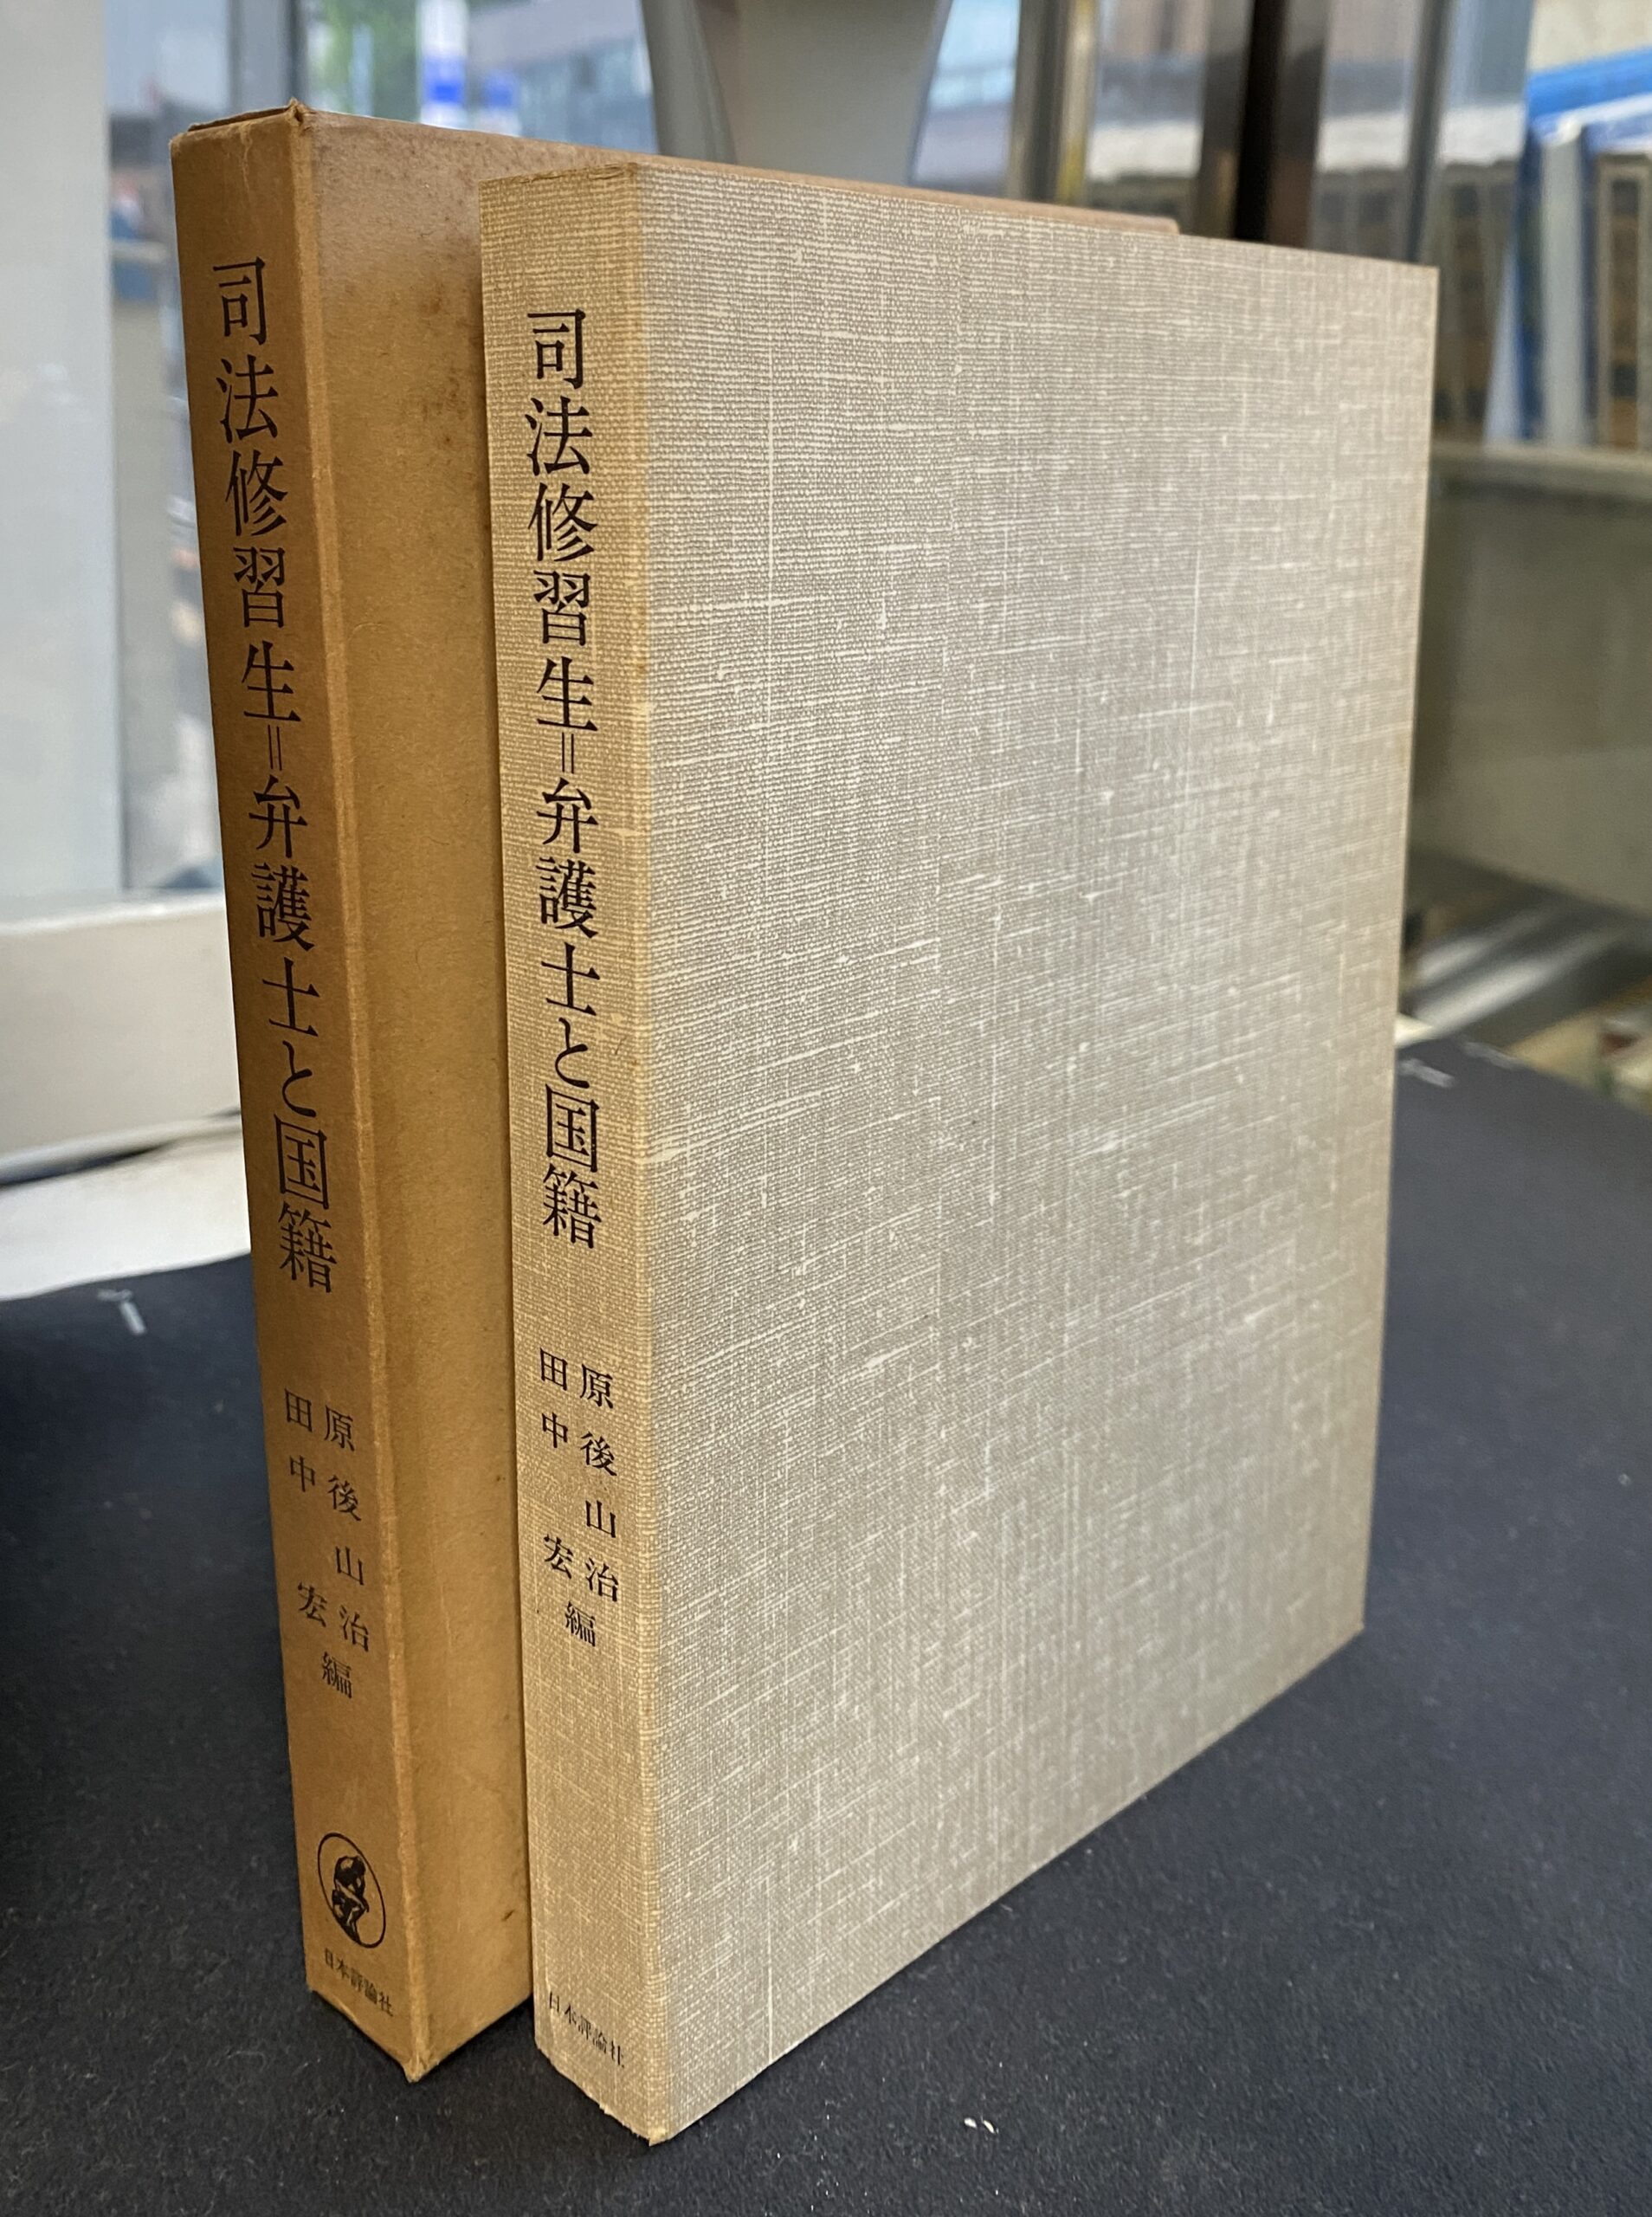 司法修習生＝弁護士と国籍
原後山治
田中宏
編
日本評論社
司法修習生＝弁護士と国籍
原後山治
田中宏
編
日本評論社